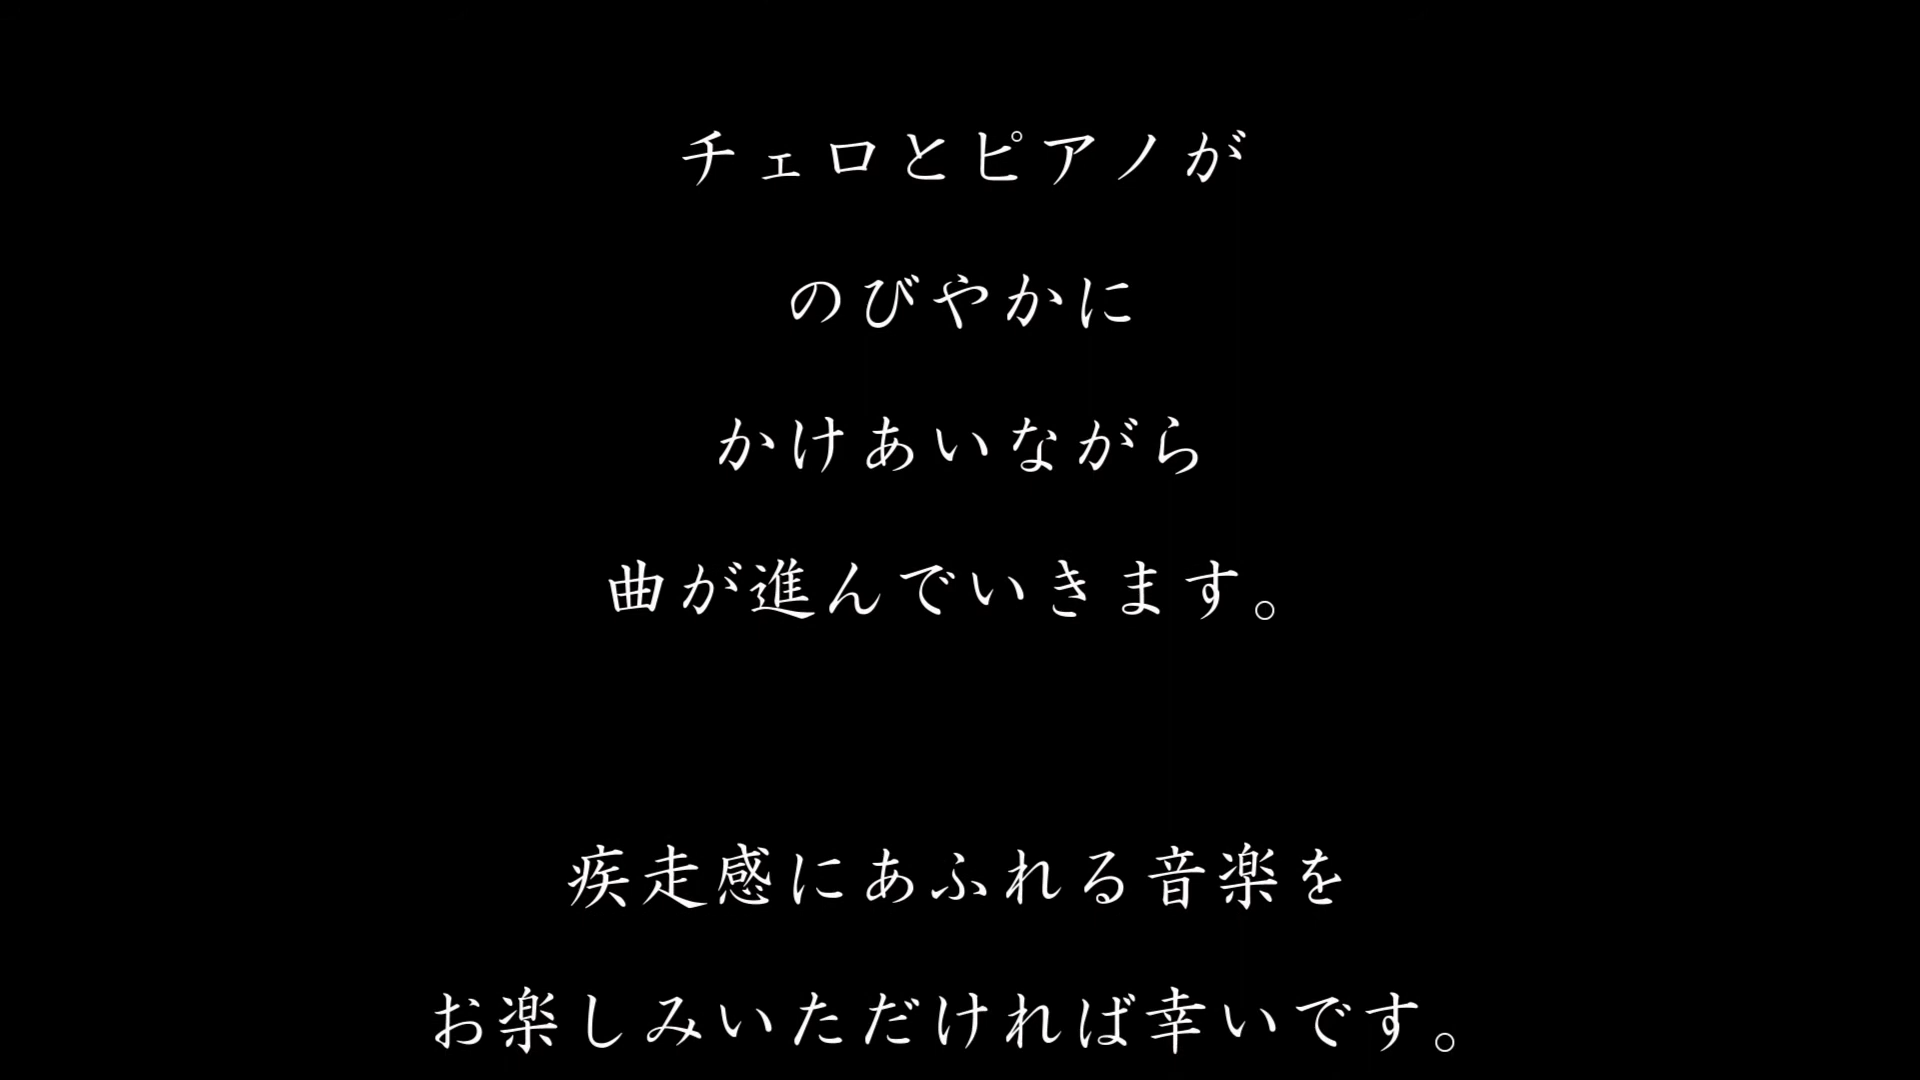 チェロとピアノが
のびやかに
かけあいながら
曲が進んでいきます。
疾走感にあふれる音楽を
お楽しみいただければ幸いです。